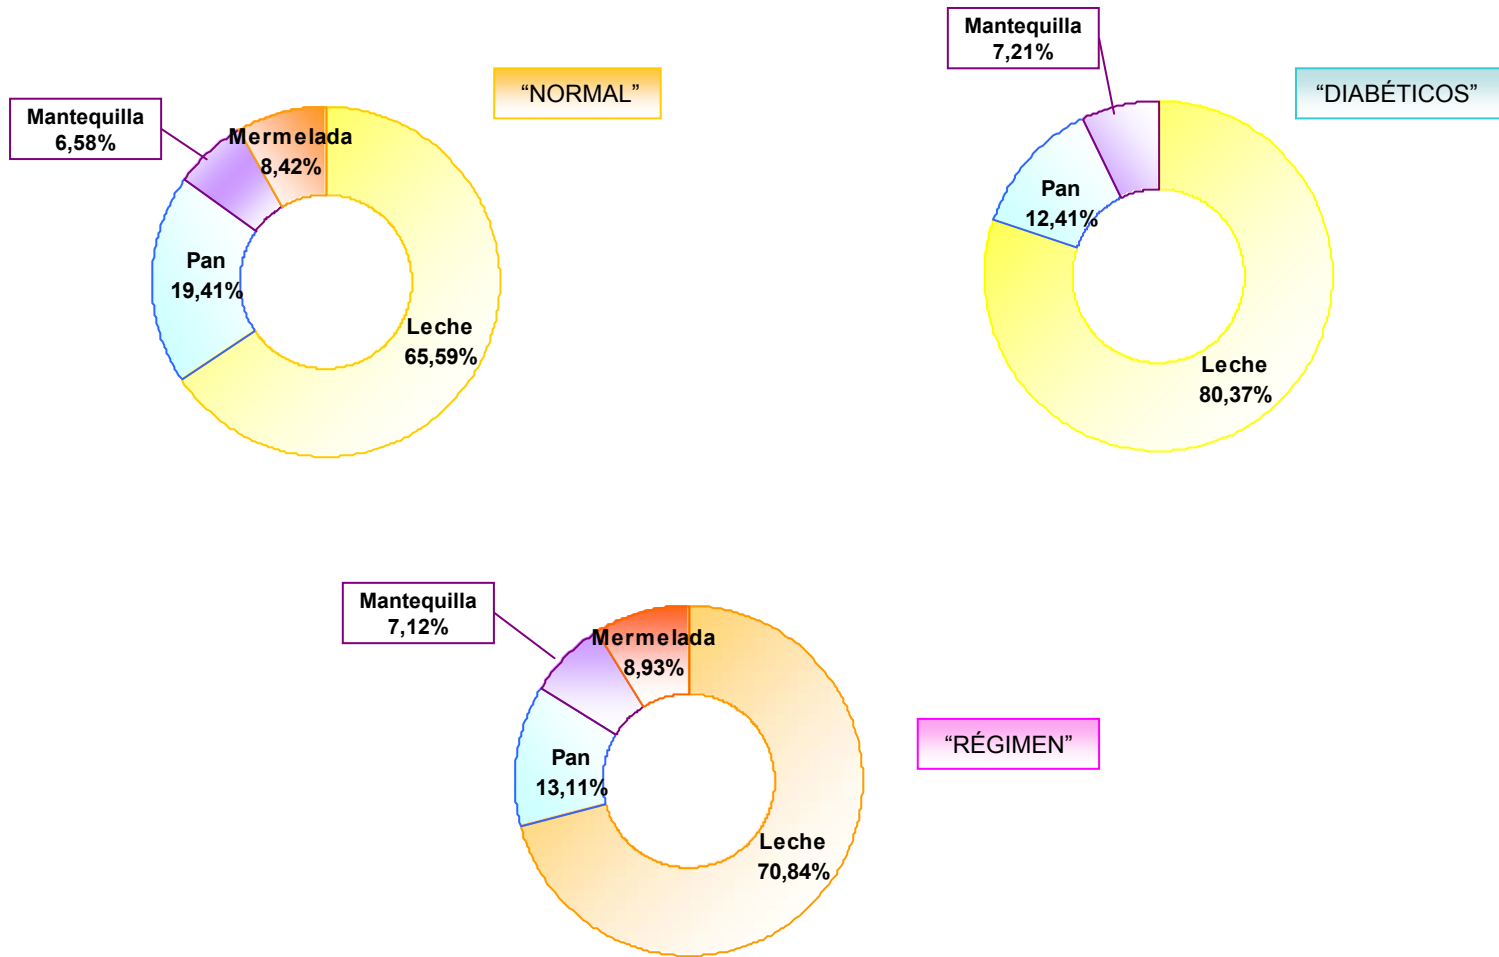 “NORMAL”
Mantequilla
6,58%
Mermelada
8,42%
Pan
19,41%
Leche
65,59%
“DIABÉTICOS”
Mantequilla
7,21%
Pan
12,41%
Leche
80,37%
“RÉGIMEN”
Mantequilla
7,12%
Mermelada
8,93%
Pan
13,11%
Leche
70,84%